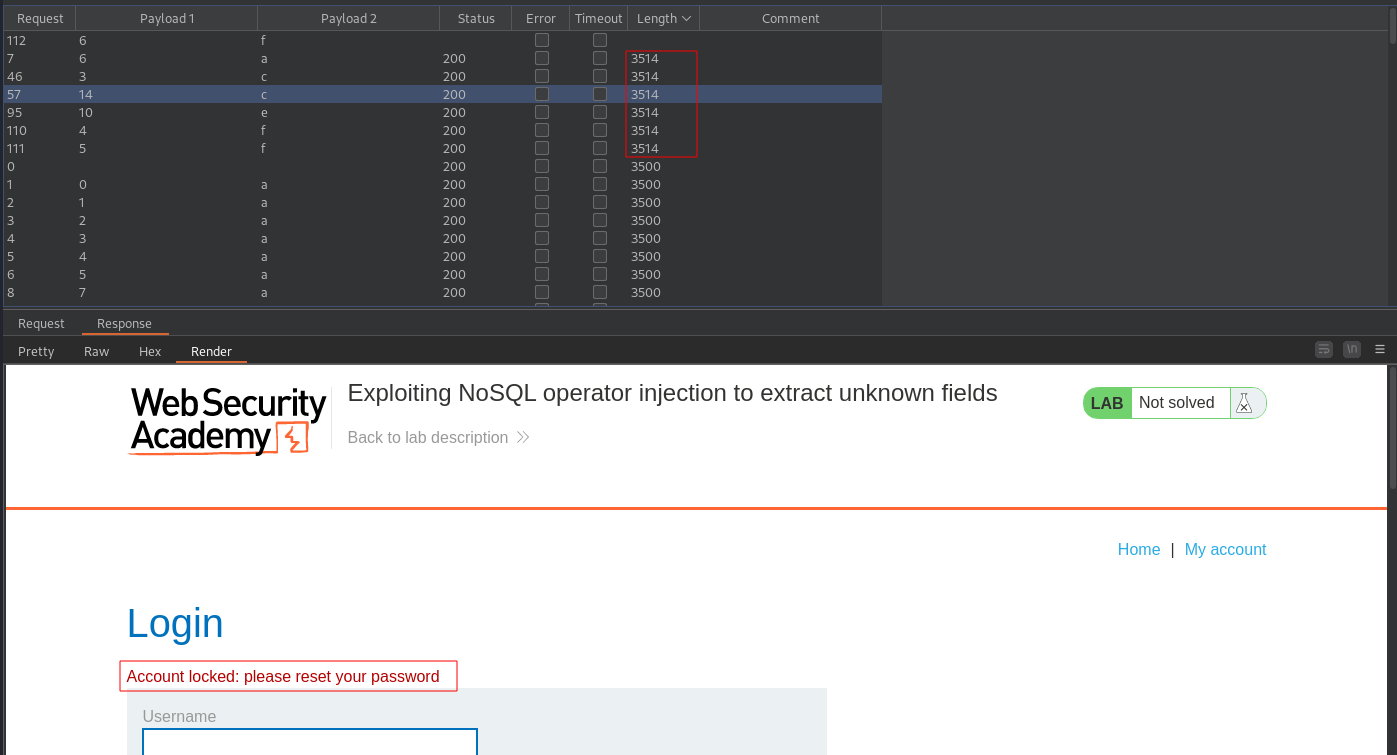 Request Payload 1 Payload 2 Status Error Timeout Length Comment
112 6 f
7 6 a 200 3514
46 3 c 200 3514
57 14 c 200 3514
95 10 e 200 3514
110 4 f 200 3514
111 5 f 200 3514
0 200 3500
1 0 a 200 3500
2 1 a 200 3500
3 2 a 200 3500
4 3 a 200 3500
5 4 a 200 3500
6 5 a 200 3500
8 7 a 200 3500
Request Response
Pretty Raw Hex Render \n
Web Security Academy
Exploiting NoSQL operator injection to extract unknown fields
LAB Not solved
Back to lab description
Home | My account
Login
Account locked: please reset your password
Username